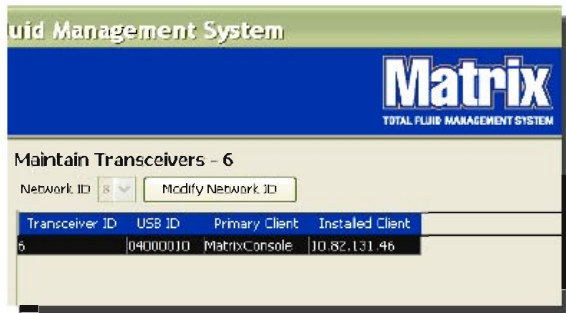 uid Management System
Matrix
TOTAL FLUID MANAGEMENT SYSTEM
Maintain Transceivers - 6
Network ID 8 Modify Network ID
Transceiver ID USB ID Primary Client Installed Client
6 04000010 MatrixConsole 10.82.131.46